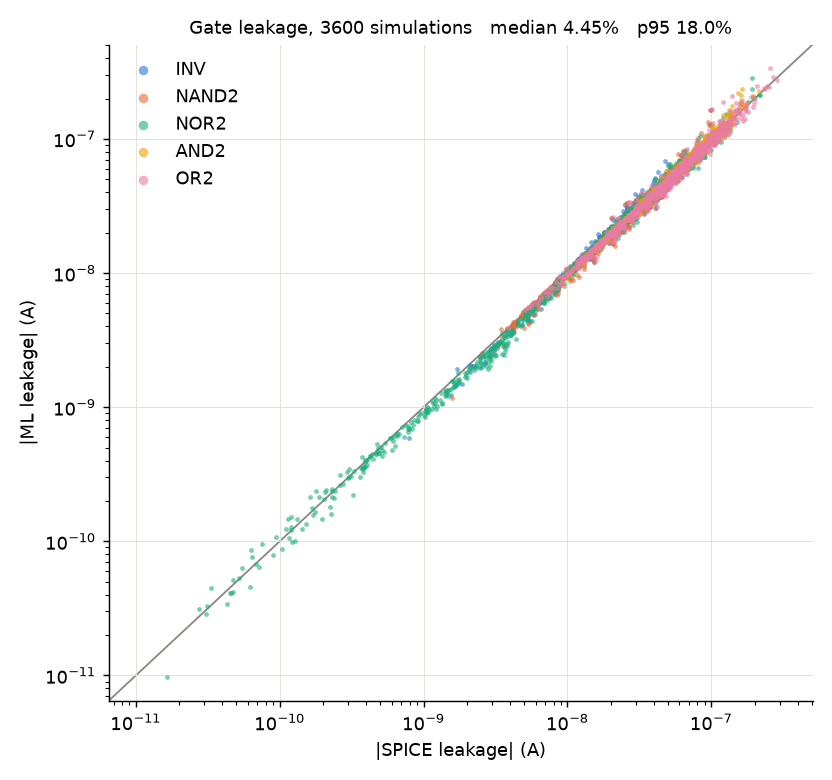 Gate leakage, 3600 simulations   median 4.45%   p95 18.0%
INV
NAND2
NOR2
AND2
OR2
|ML leakage| (A)
10⁻⁷
10⁻⁸
10⁻⁹
10⁻¹⁰
10⁻¹¹
10⁻¹¹ 10⁻¹⁰ 10⁻⁹ 10⁻⁸ 10⁻⁷
|SPICE leakage| (A)